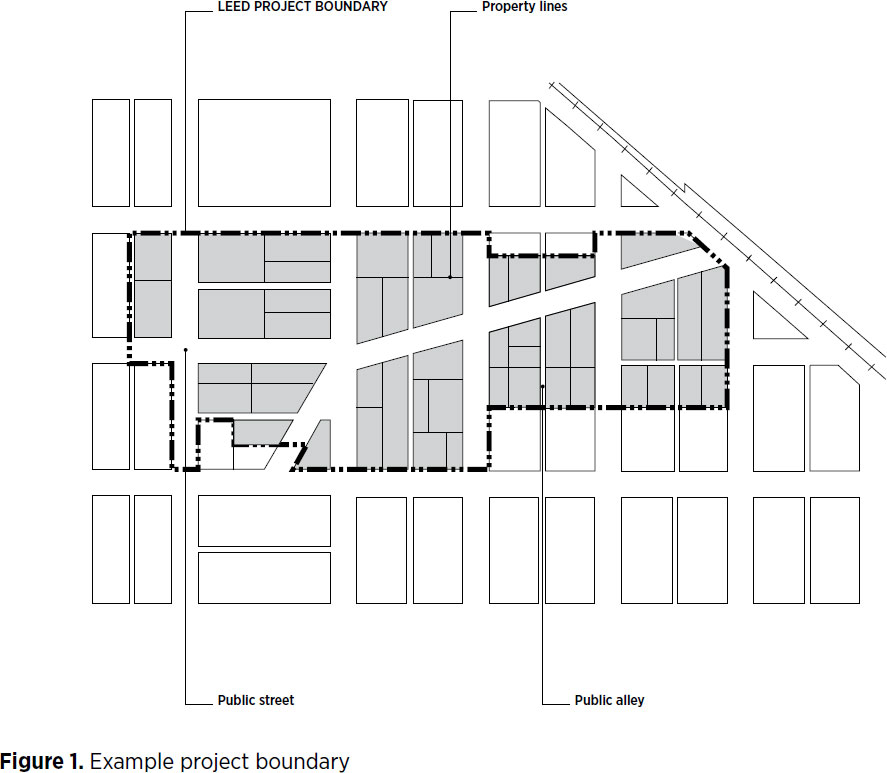 LEED PROJECT BOUNDARY
Property lines
Public street
Public alley
Figure 1. Example project boundary